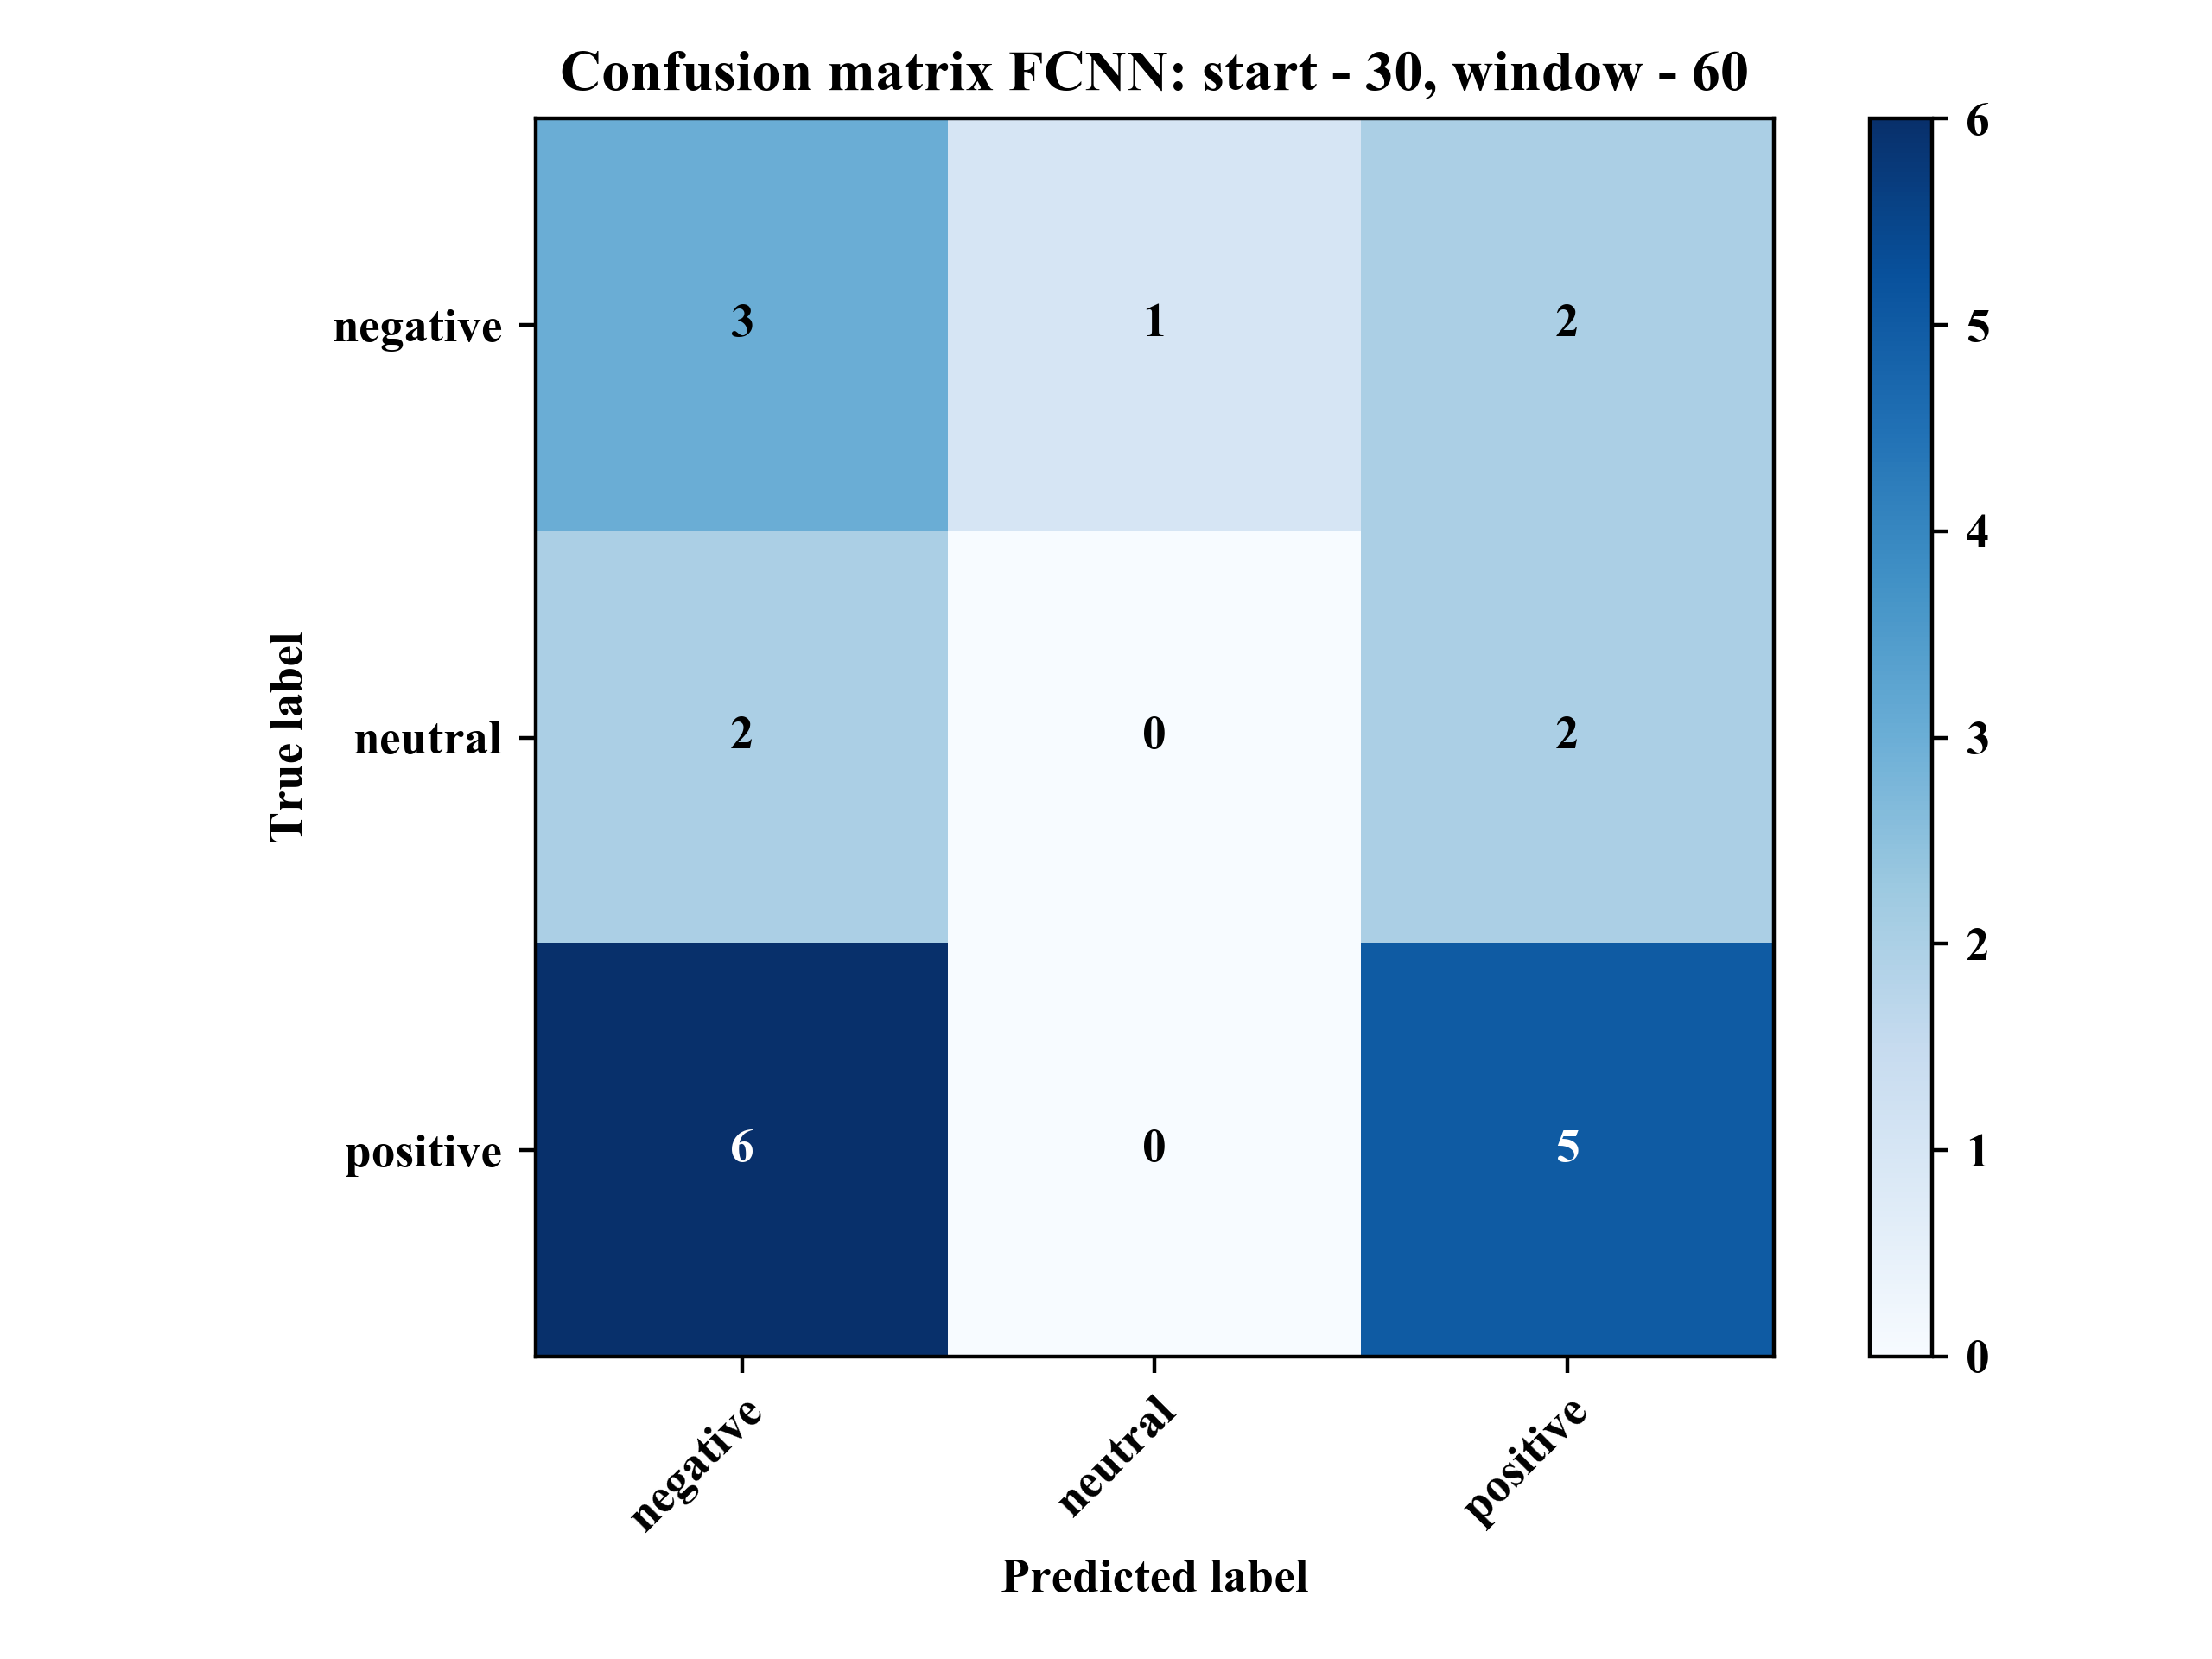 Confusion matrix FCNN: start - 30, window - 60
6
negative 3 1 2 5
4
True label
neutral 2 0 2 3
2
positive 6 0 5 1
0
negative neutral positive
Predicted label